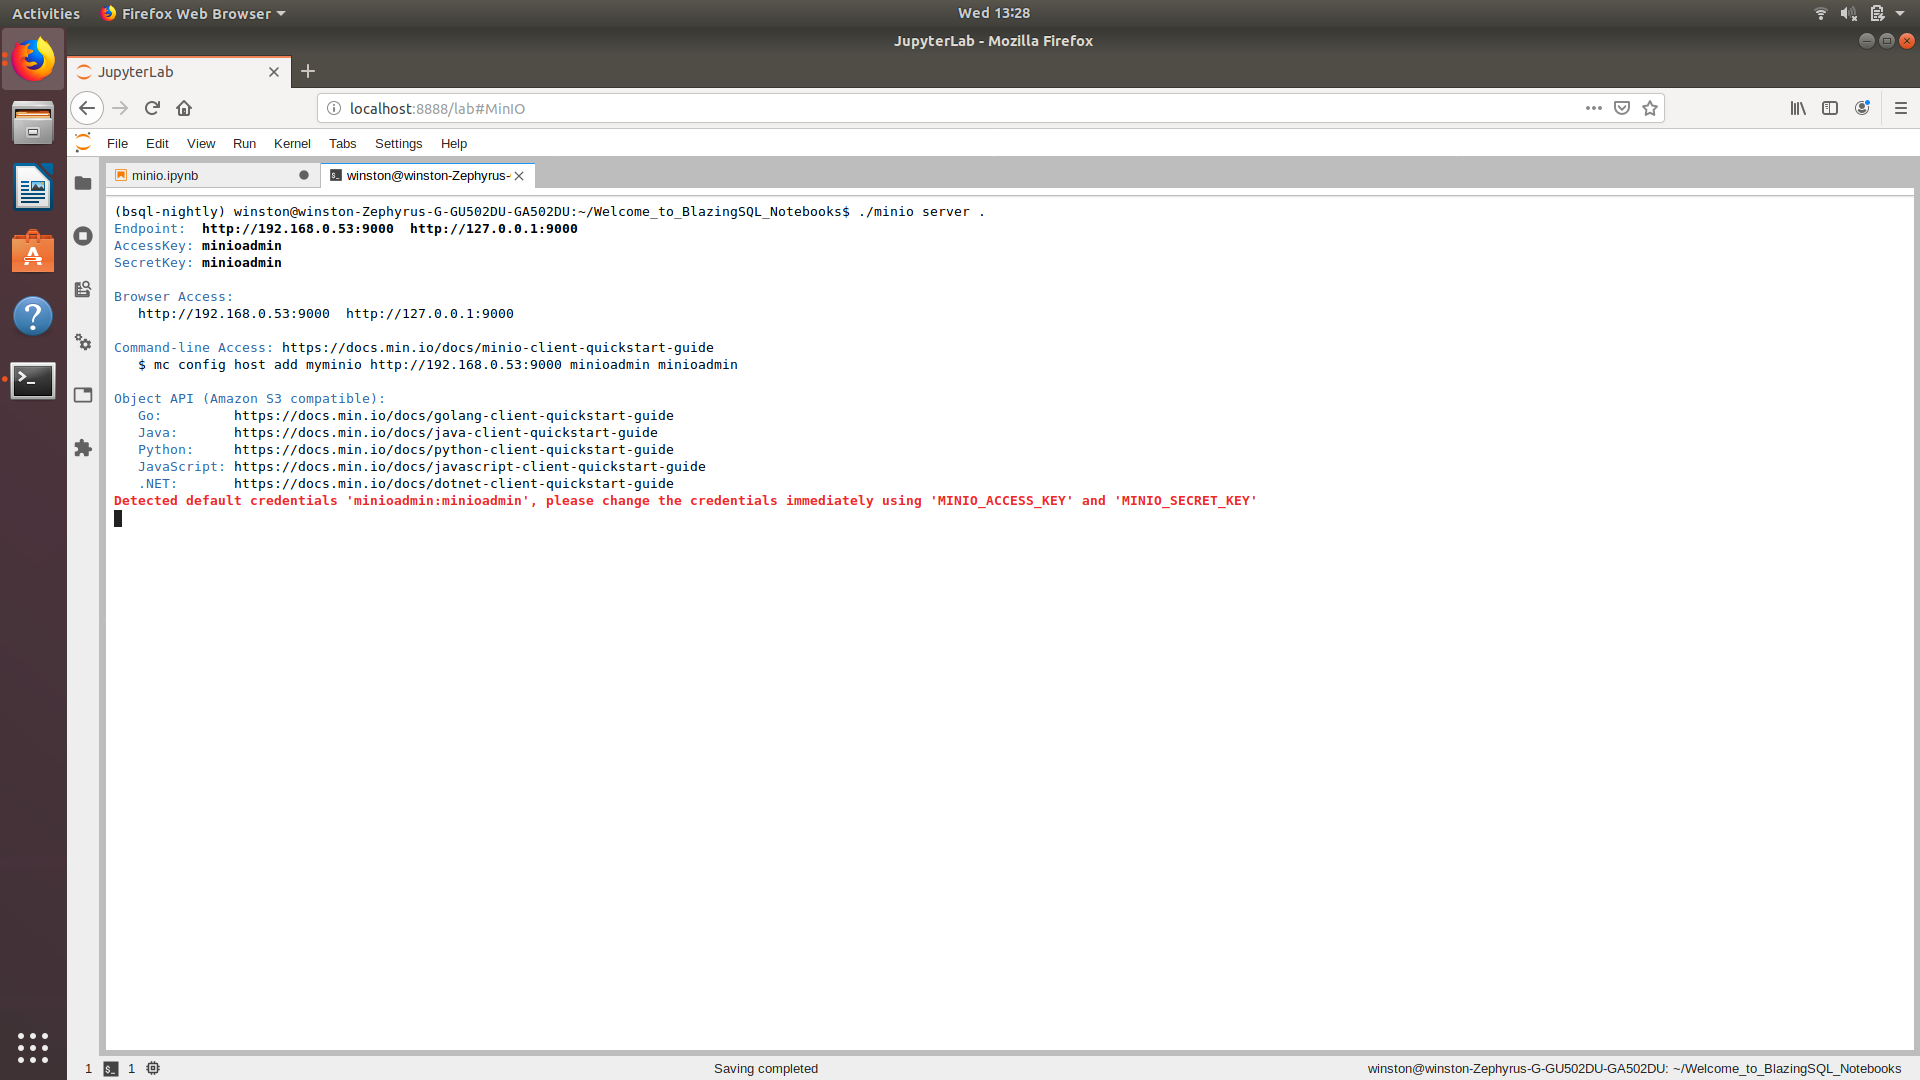 Activities Firefox Web Browser Wed 13:28
JupyterLab - Mozilla Firefox
JupyterLab
localhost:8888/lab#MinIO
File Edit View Run Kernel Tabs Settings Help
minio.ipynb winston@winston-Zephyrus-
(bsql-nightly) winston@winston-Zephyrus-G-GU502DU-GA502DU:~/Welcome_to_BlazingSQL_Notebooks$ ./minio server .
Endpoint:  http://192.168.0.53:9000  http://127.0.0.1:9000
AccessKey: minioadmin
SecretKey: minioadmin
Browser Access:
   http://192.168.0.53:9000  http://127.0.0.1:9000
Command-line Access: https://docs.min.io/docs/minio-client-quickstart-guide
   $ mc config host add myminio http://192.168.0.53:9000 minioadmin minioadmin
Object API (Amazon S3 compatible):
   Go:         https://docs.min.io/docs/golang-client-quickstart-guide
   Java:       https://docs.min.io/docs/java-client-quickstart-guide
   Python:     https://docs.min.io/docs/python-client-quickstart-guide
   JavaScript: https://docs.min.io/docs/javascript-client-quickstart-guide
   .NET:       https://docs.min.io/docs/dotnet-client-quickstart-guide
Detected default credentials 'minioadmin:minioadmin', please change the credentials immediately using 'MINIO_ACCESS_KEY' and 'MINIO_SECRET_KEY'
1 $_ 1 Saving completed winston@winston-Zephyrus-G-GU502DU-GA502DU: ~/Welcome_to_BlazingSQL_Notebooks